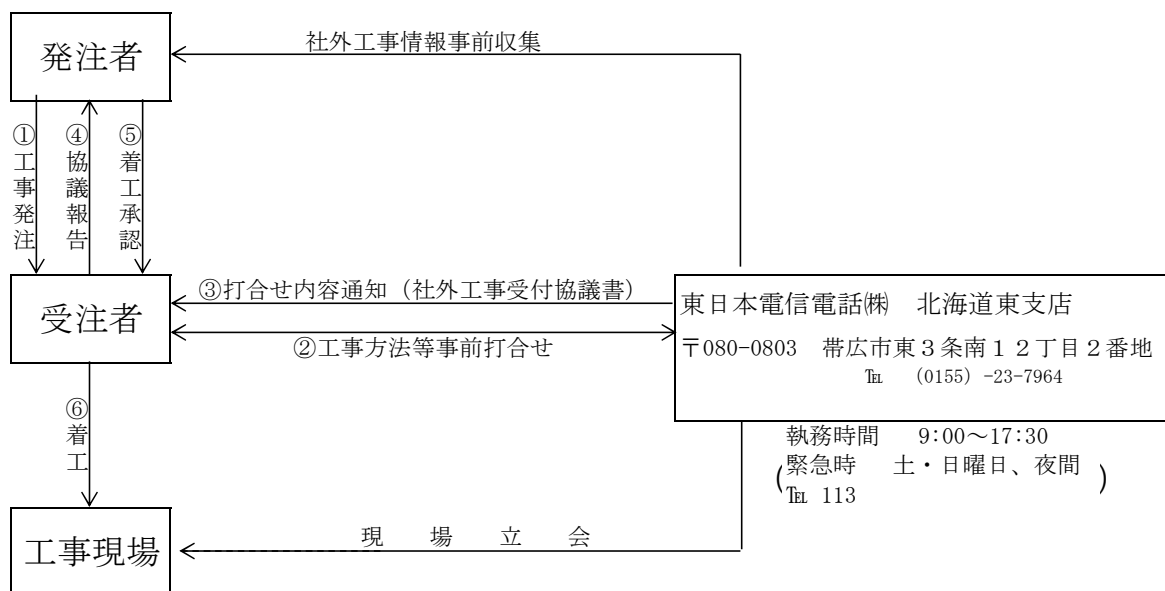 発注者
社外工事情報事前収集
①工事発注
④協議報告
⑤着工承認
受注者
③打合せ内容通知（社外工事受付協議書）
②工事方法等事前打合せ
東日本電信電話㈱　北海道東支店
〒080-0803　帯広市東３条南１２丁目２番地
℡　(0155) -23-7964
執務時間　9:00～17:30
(緊急時　土・日曜日、夜間)
℡ 113
⑥着工
工事現場
現　場　立　会